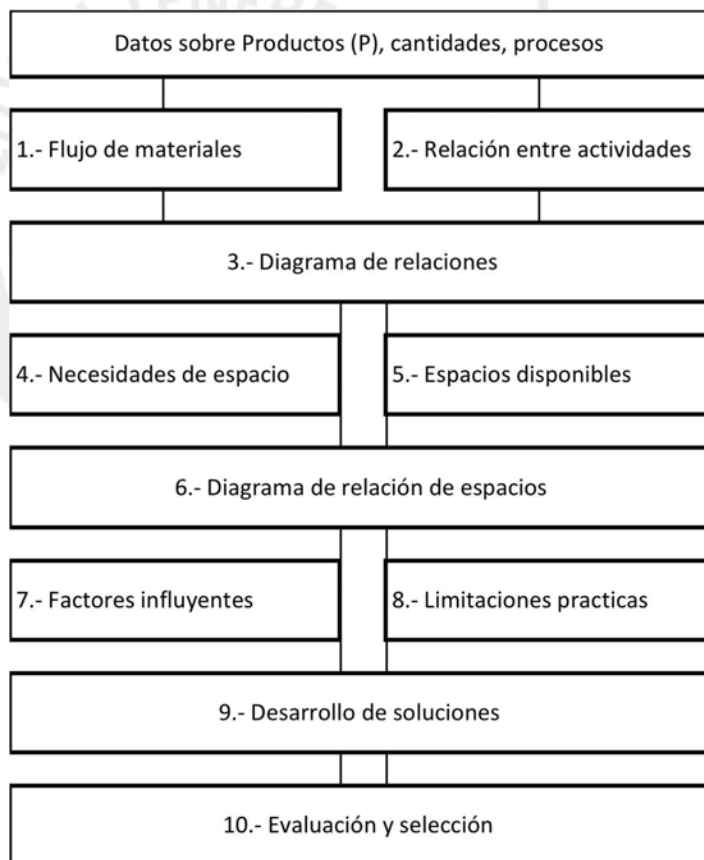 Datos sobre Productos (P), cantidades, procesos
1.- Flujo de materiales
2.- Relación entre actividades
3.- Diagrama de relaciones
4.- Necesidades de espacio
5.- Espacios disponibles
6.- Diagrama de relación de espacios
7.- Factores influyentes
8.- Limitaciones practicas
9.- Desarrollo de soluciones
10.- Evaluación y selección